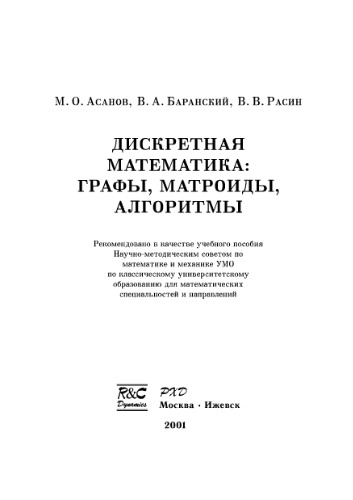 М. О. Асанов, В. А. Баранский, В. В. Расин
ДИСКРЕТНАЯ
МАТЕМАТИКА:
ГРАФЫ, МАТРОИДЫ,
АЛГОРИТМЫ
Рекомендовано в качестве учебного пособия
Научно-методическим советом по
математике и механике УМО
по классическому университетскому
образованию для математических
специальностей и направлений
R&C
Dynamics
РХД
Москва · Ижевск
2001